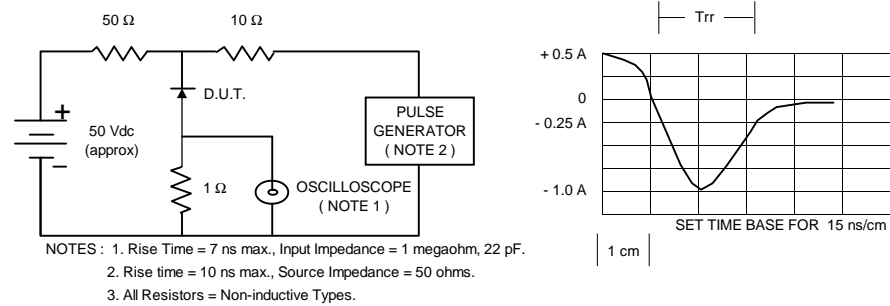 50 Ω
10 Ω
+
50 Vdc
(approx)
−
D.U.T.
1 Ω
OSCILLOSCOPE
( NOTE 1 )
PULSE
GENERATOR
( NOTE 2 )
NOTES : 1. Rise Time = 7 ns max., Input Impedance = 1 megaohm, 22 pF.
2. Rise time = 10 ns max., Source Impedance = 50 ohms.
3. All Resistors = Non-inductive Types.
Trr
+ 0.5 A
0
- 0.25 A
- 1.0 A
SET TIME BASE FOR 15 ns/cm
1 cm